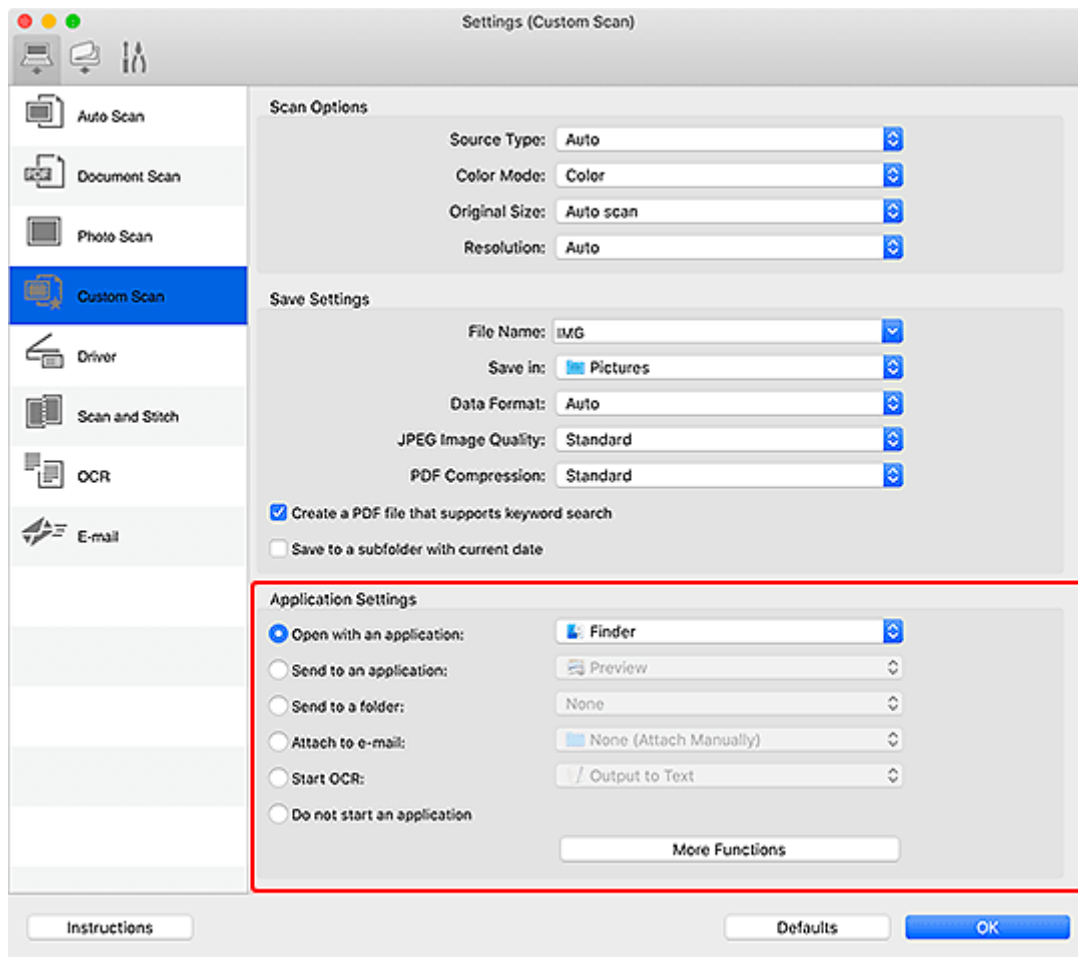 Settings (Custom Scan)
Auto Scan
Document Scan
Photo Scan
Custom Scan
Driver
Scan and Stitch
OCR
E-mail
Scan Options
Source Type: Auto
Color Mode: Color
Original Size: Auto scan
Resolution: Auto
Save Settings
File Name: IMG
Save in: Pictures
Data Format: Auto
JPEG Image Quality: Standard
PDF Compression: Standard
Create a PDF file that supports keyword search
Save to a subfolder with current date
Application Settings
Open with an application: Finder
Send to an application: Preview
Send to a folder: None
Attach to e-mail: None (Attach Manually)
Start OCR: Output to Text
Do not start an application
More Functions
Instructions Defaults OK